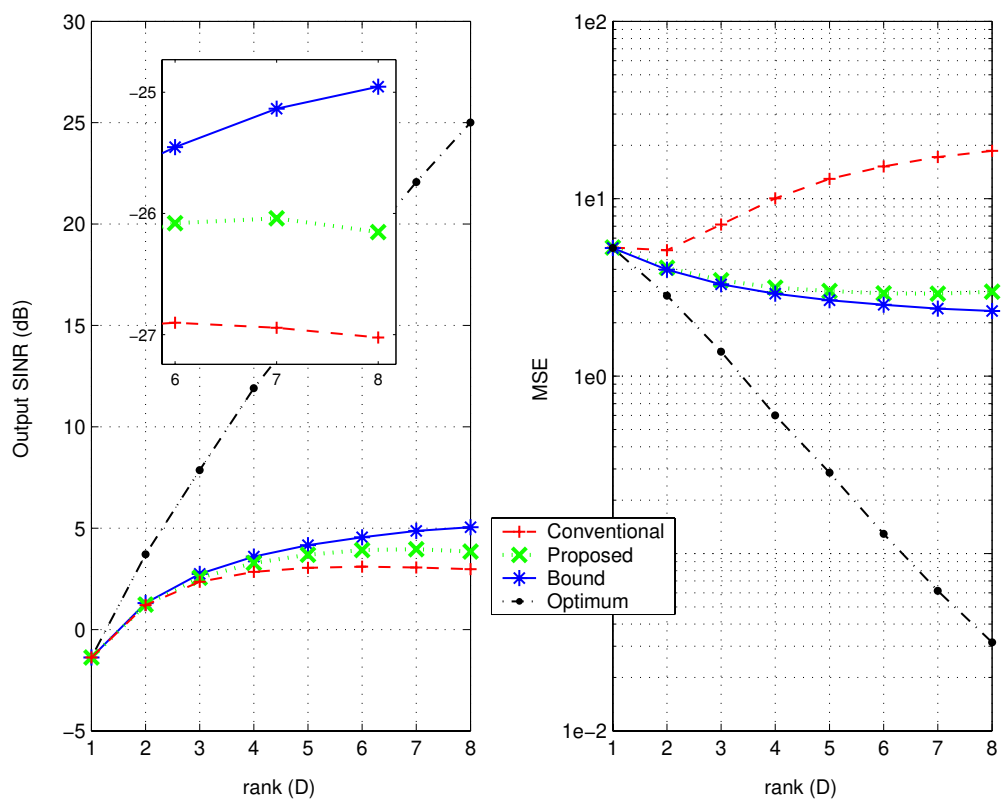 30
25
20
15
10
5
0
−5
Output SINR (dB)
1 2 3 4 5 6 7 8
rank (D)
−25
−26
−27
6 7 8
1e2
1e1
1e0
1e−2
MSE
1 2 3 4 5 6 7 8
rank (D)
Conventional
Proposed
Bound
Optimum